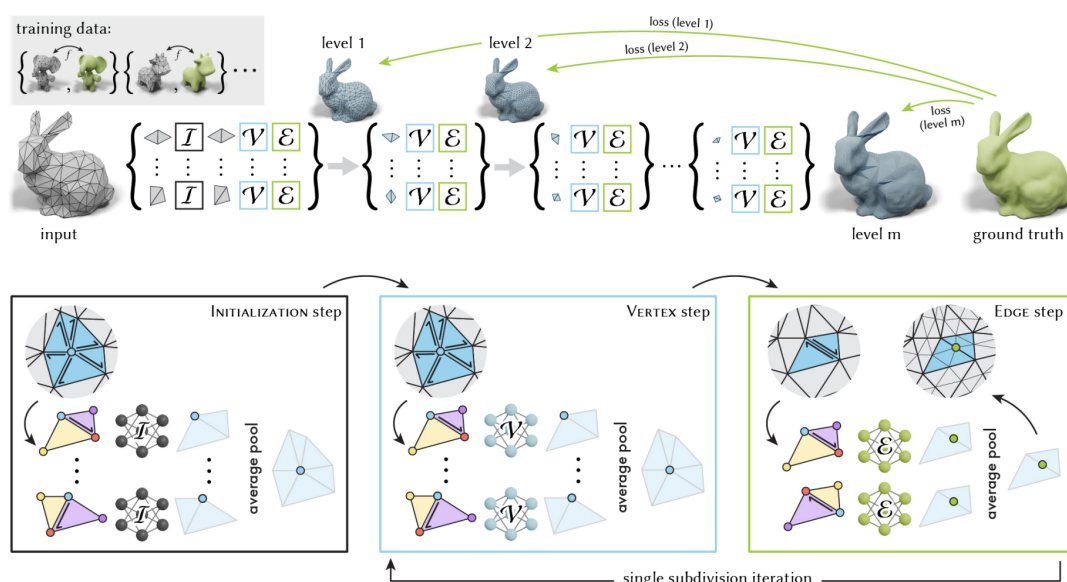 training data:
f
f
{ , } { , } ···
level 1
level 2
loss (level 1)
loss (level 2)
loss
(level m)
I V E
V E
V E
V E
I V E
V E
V E
V E
input
level m
ground truth
INITIALIZATION step
VERTEX step
EDGE step
I
V
E
I
V
E
average pool
average pool
average pool
single subdivision iteration